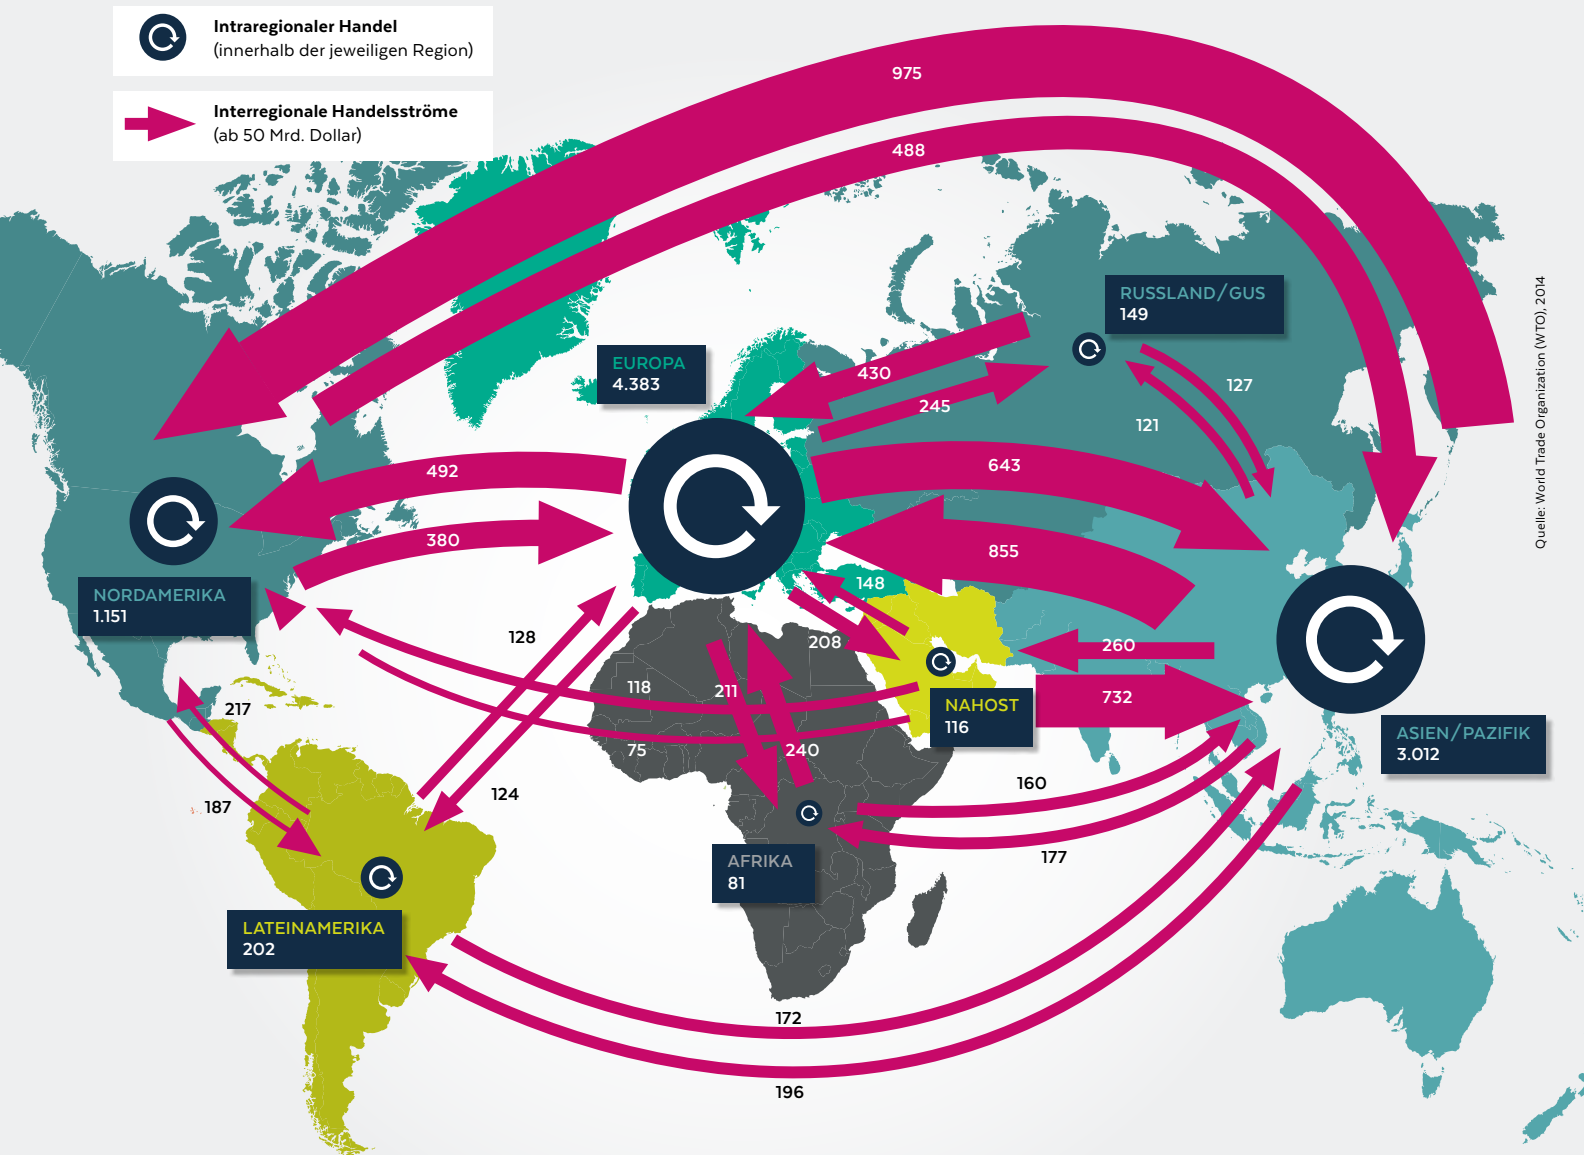 Intraregionaler Handel
(innerhalb der jeweiligen Region)
Interregionale Handelsströme
(ab 50 Mrd. Dollar)
975
488
RUSSLAND/GUS
149
EUROPA
4.383
430
245
127
121
492
643
380
855
NORDAMERIKA
1.151
148
128
208
260
118
211
732
217
NAHOST
116
75
240
ASIEN/PAZIFIK
3.012
160
124
187
177
AFRIKA
81
LATEINAMERIKA
202
172
196
Quelle: World Trade Organization (WTO), 2014